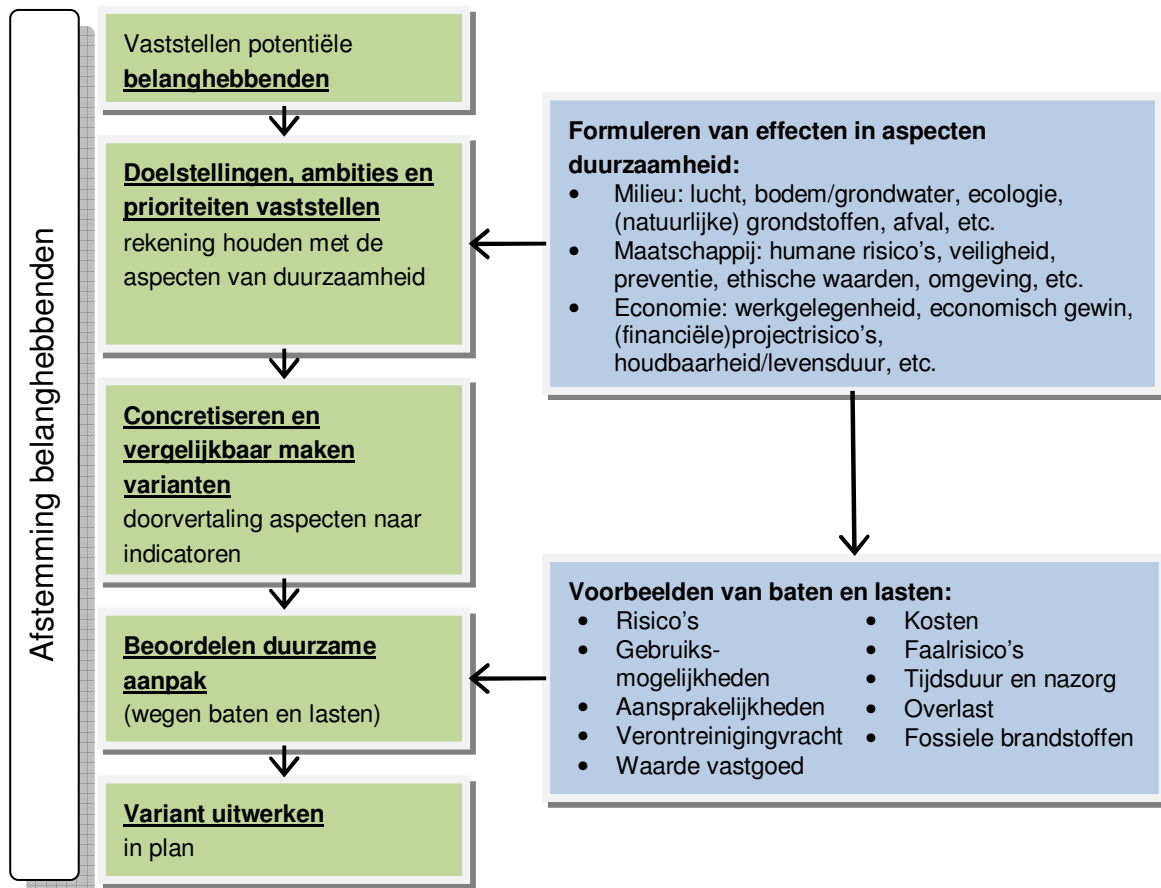 Afstemming belanghebbenden
Vaststellen potentiële
belanghebbenden
Doelstellingen, ambities en
prioriteiten vaststellen
rekening houden met de
aspecten van duurzaamheid
Concretiseren en
vergelijkbaar maken
varianten
doorvertaling aspecten naar
indicatoren
Beoordelen duurzame
aanpak
(wegen baten en lasten)
Variant uitwerken
in plan
Formuleren van effecten in aspecten
duurzaamheid:
• Milieu: lucht, bodem/grondwater, ecologie,
(natuurlijke) grondstoffen, afval, etc.
• Maatschappij: humane risico’s, veiligheid,
preventie, ethische waarden, omgeving, etc.
• Economie: werkgelegenheid, economisch gewin,
(financiële)projectrisico’s,
houdbaarheid/levensduur, etc.
Voorbeelden van baten en lasten:
• Risico’s
• Gebruiks-
mogelijkheden
• Aansprakelijkheden
• Verontreinigingvracht
• Waarde vastgoed
• Kosten
• Faalrisico’s
• Tijdsduur en nazorg
• Overlast
• Fossiele brandstoffen